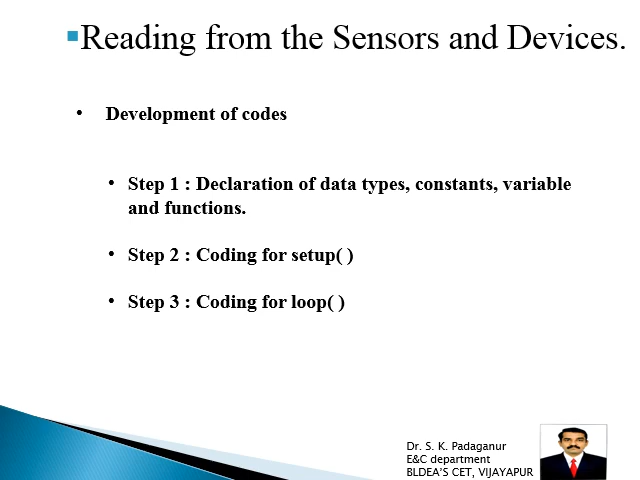 ▪Reading from the Sensors and Devices.
• Development of codes
• Step 1 : Declaration of data types, constants, variable
and functions.
• Step 2 : Coding for setup( )
• Step 3 : Coding for loop( )
Dr. S. K. Padaganur
E&C department
BLDEA'S CET, VIJAYAPUR